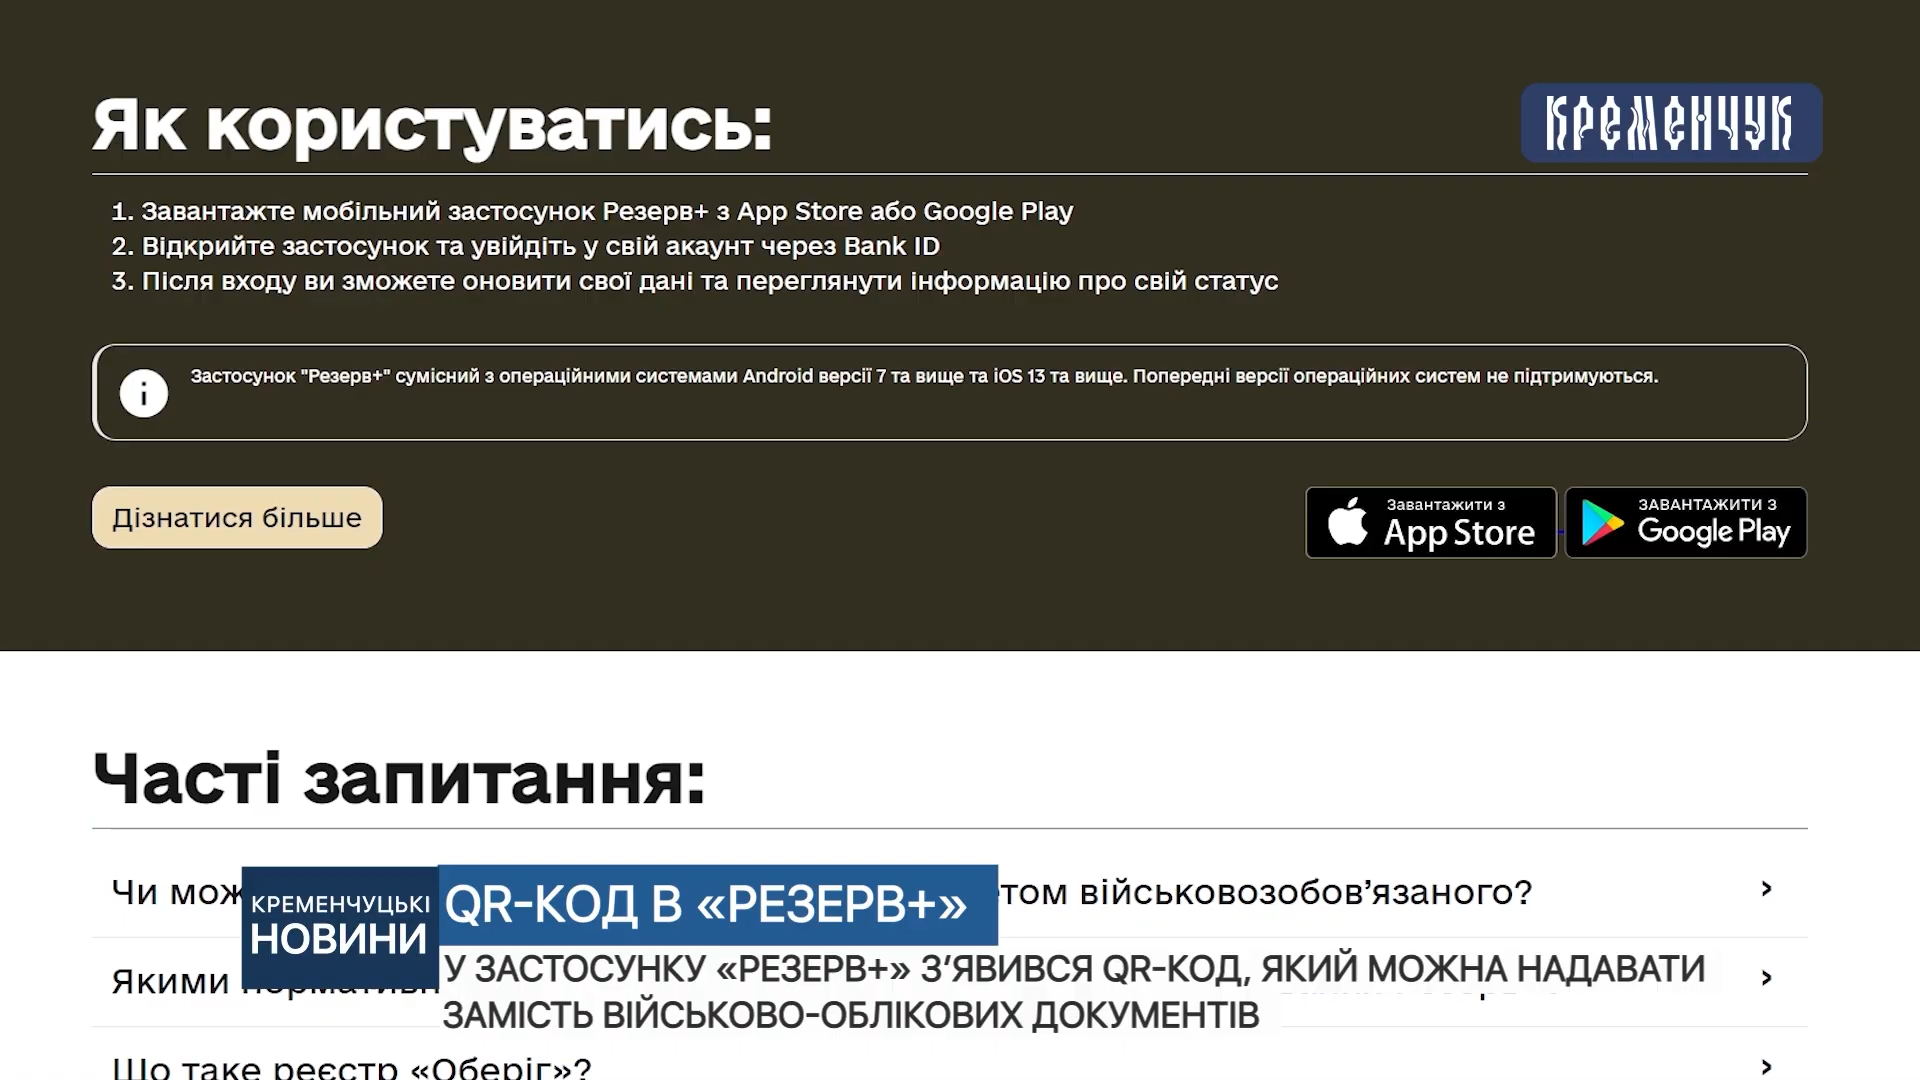 Як користуватись:
КРЕМЕНЧУК
1. Завантажте мобільний застосунок Резерв+ з App Store або Google Play
2. Відкрийте застосунок та увійдіть у свій акаунт через Bank ID
3. Після входу ви зможете оновити свої дані та переглянути інформацію про свій статус
Застосунок "Резерв+" сумісний з операційними системами Android версії 7 та вище та iOS 13 та вище. Попередні версії операційних систем не підтримуються.
Дізнатися більше
Завантажити з
App Store
ЗАВАНТАЖИТИ З
Google Play
Часті запитання:
Чи військовозобов’язаного?
КРЕМЕНЧУЦЬКІ
НОВИНИ
QR-КОД В «РЕЗЕРВ+»
Якими
У ЗАСТОСУНКУ «РЕЗЕРВ+» З‘ЯВИВСЯ QR-КОД, ЯКИЙ МОЖНА НАДАВАТИ
ЗАМІСТЬ ВІЙСЬКОВО-ОБЛІКОВИХ ДОКУМЕНТІВ
Що таке реєстр «Оберіг»?